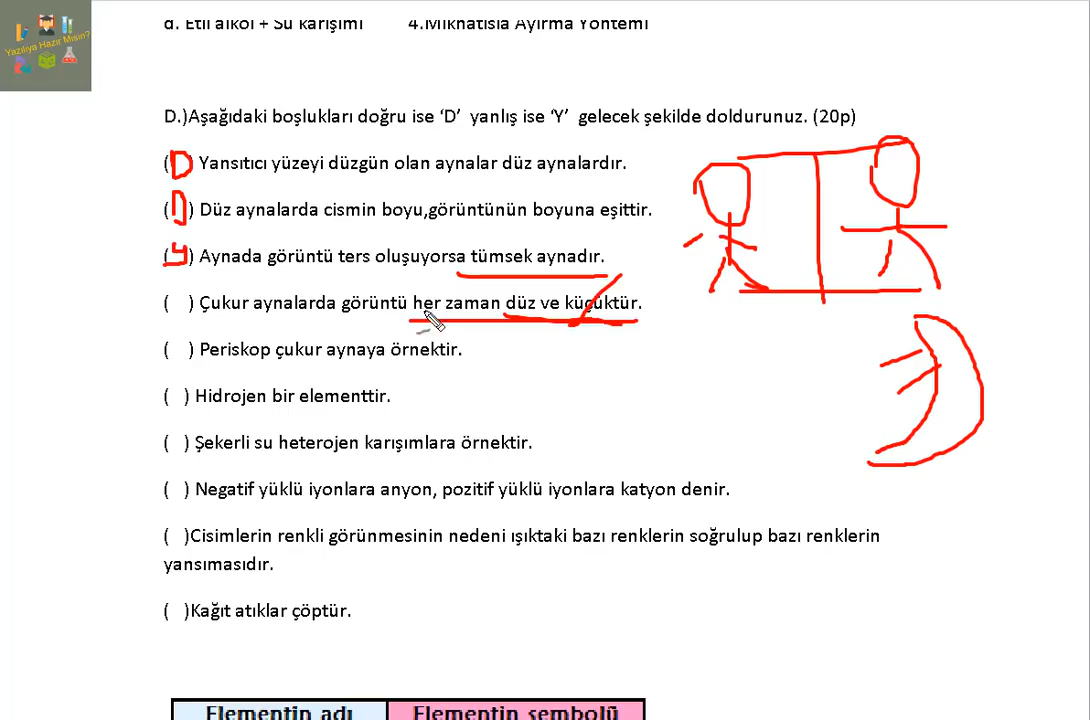 Yazılıya Hazır Mısın?
d. Etil alkol + Su karışımı 4.Mıknatısla Ayırma Yöntemi
D.)Aşağıdaki boşlukları doğru ise ‘D’ yanlış ise ‘Y’ gelecek şekilde doldurunuz. (20p)
(D) Yansıtıcı yüzeyi düzgün olan aynalar düz aynalardır.
(D) Düz aynalarda cismin boyu,görüntünün boyuna eşittir.
(Y) Aynada görüntü ters oluşuyorsa tümsek aynadır.
( ) Çukur aynalarda görüntü her zaman düz ve küçüktür.
( ) Periskop çukur aynaya örnektir.
( ) Hidrojen bir elementtir.
( ) Şekerli su heterojen karışımlara örnektir.
( ) Negatif yüklü iyonlara anyon, pozitif yüklü iyonlara katyon denir.
( )Cisimlerin renkli görünmesinin nedeni ışıktaki bazı renklerin soğrulup bazı renklerin
yansımasıdır.
( )Kağıt atıklar çöptür.
Elementin adı Elementin sembolü